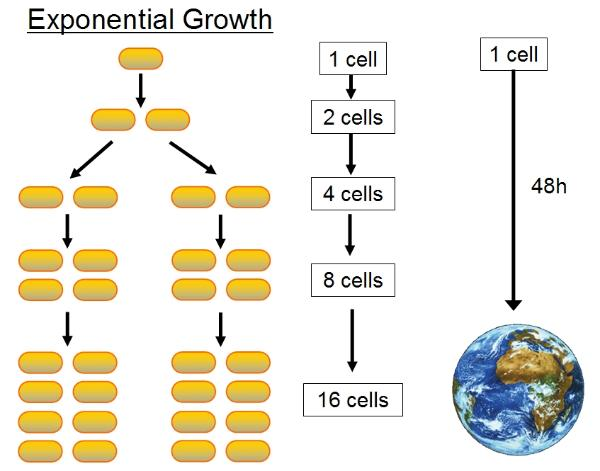 Exponential Growth
1 cell
2 cells
4 cells
8 cells
16 cells
1 cell
48h